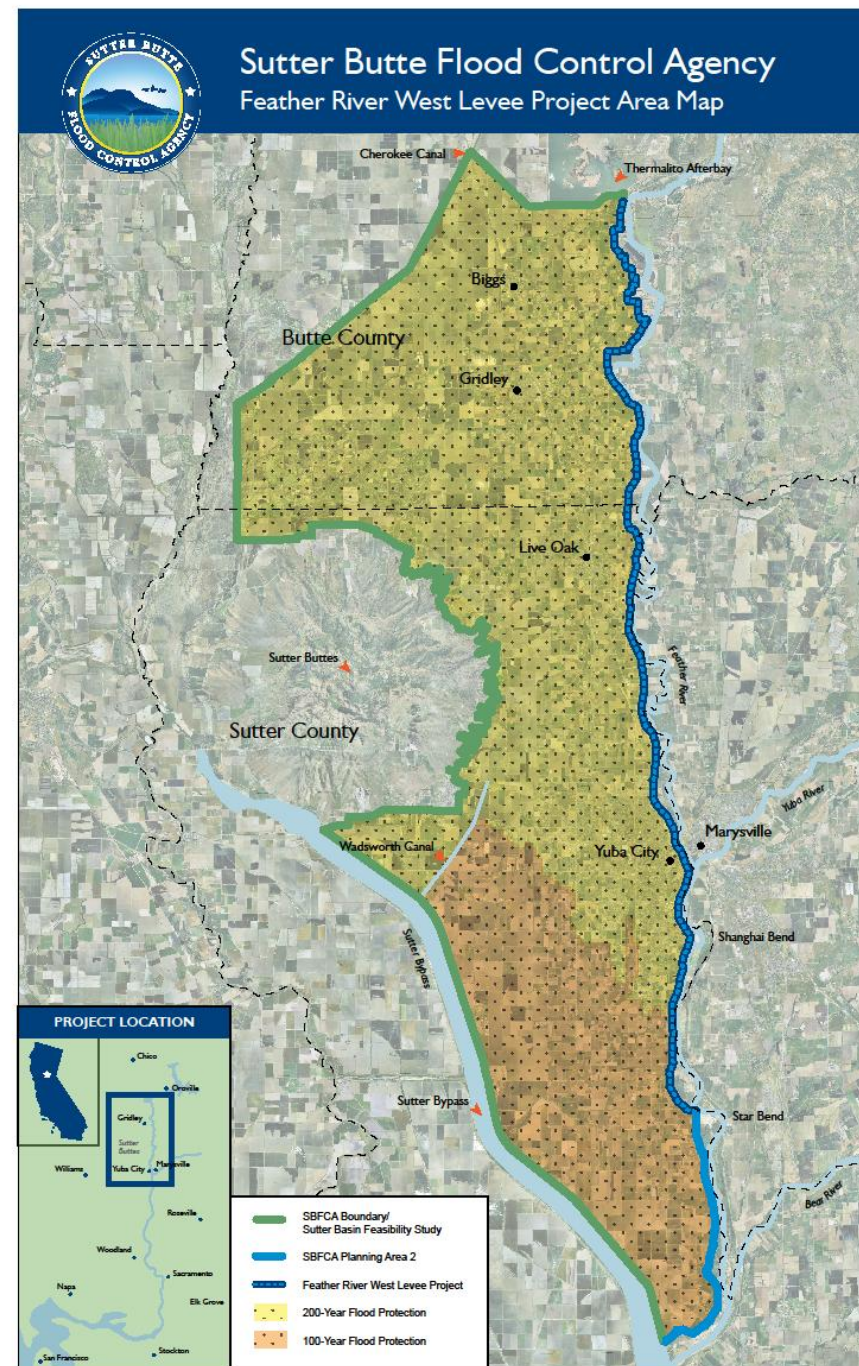 SUTTER BUTTE
FLOOD CONTROL AGENCY
Sutter Butte Flood Control Agency
Feather River West Levee Project Area Map
Cherokee Canal
Thermalito Afterbay
Biggs
Butte County
Gridley
Live Oak
Sutter Buttes
Feather River
Sutter County
Yuba River
Marysville
Wadsworth Canal
Yuba City
Shanghai Bend
Sutter Bypass
Sutter Bypass
Star Bend
Bear River
PROJECT LOCATION
Chico
Oroville
Gridley
Sutter
Buttes
Williams
Yuba City
Marysville
Roseville
Woodland
Sacramento
Napa
Elk Grove
San Francisco
Stockton
SBFCA Boundary/
Sutter Basin Feasibility Study
SBFCA Planning Area 2
Feather River West Levee Project
200-Year Flood Protection
100-Year Flood Protection